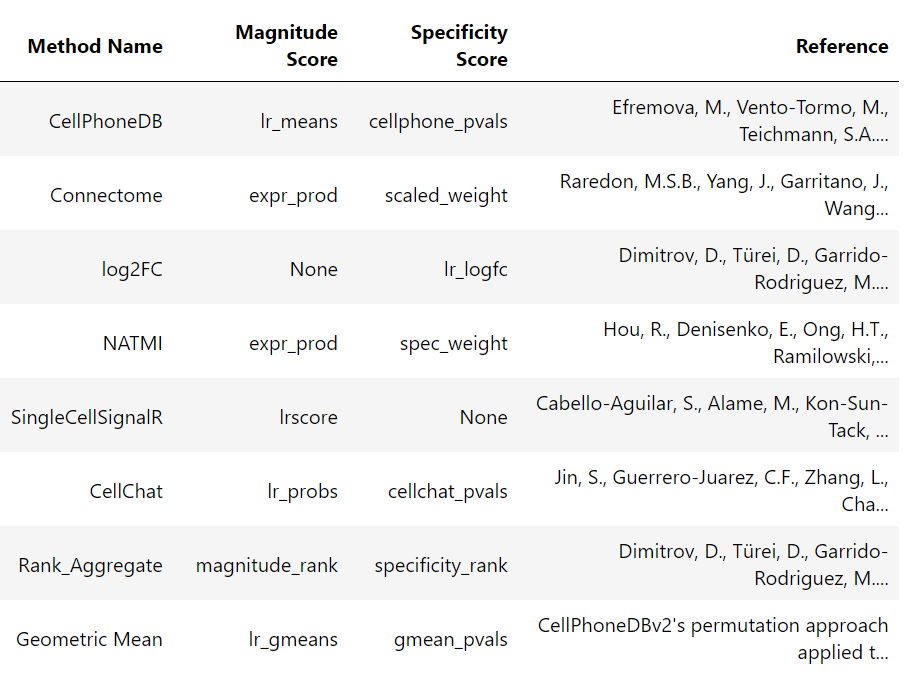 Method Name Magnitude Score Specificity Score Reference
CellPhoneDB lr_means cellphone_pvals Efremova, M., Vento-Tormo, M., Teichmann, S.A....
Connectome expr_prod scaled_weight Raredon, M.S.B., Yang, J., Garritano, J., Wang...
log2FC None lr_logfc Dimitrov, D., Türei, D., Garrido-Rodriguez, M....
NATMI expr_prod spec_weight Hou, R., Denisenko, E., Ong, H.T., Ramilowski,...
SingleCellSignalR lrscore None Cabello-Aguilar, S., Alame, M., Kon-Sun-Tack, ...
CellChat lr_probs cellchat_pvals Jin, S., Guerrero-Juarez, C.F., Zhang, L., Cha...
Rank_Aggregate magnitude_rank specificity_rank Dimitrov, D., Türei, D., Garrido-Rodriguez, M....
Geometric Mean lr_gmeans gmean_pvals CellPhoneDBv2's permutation approach applied t...